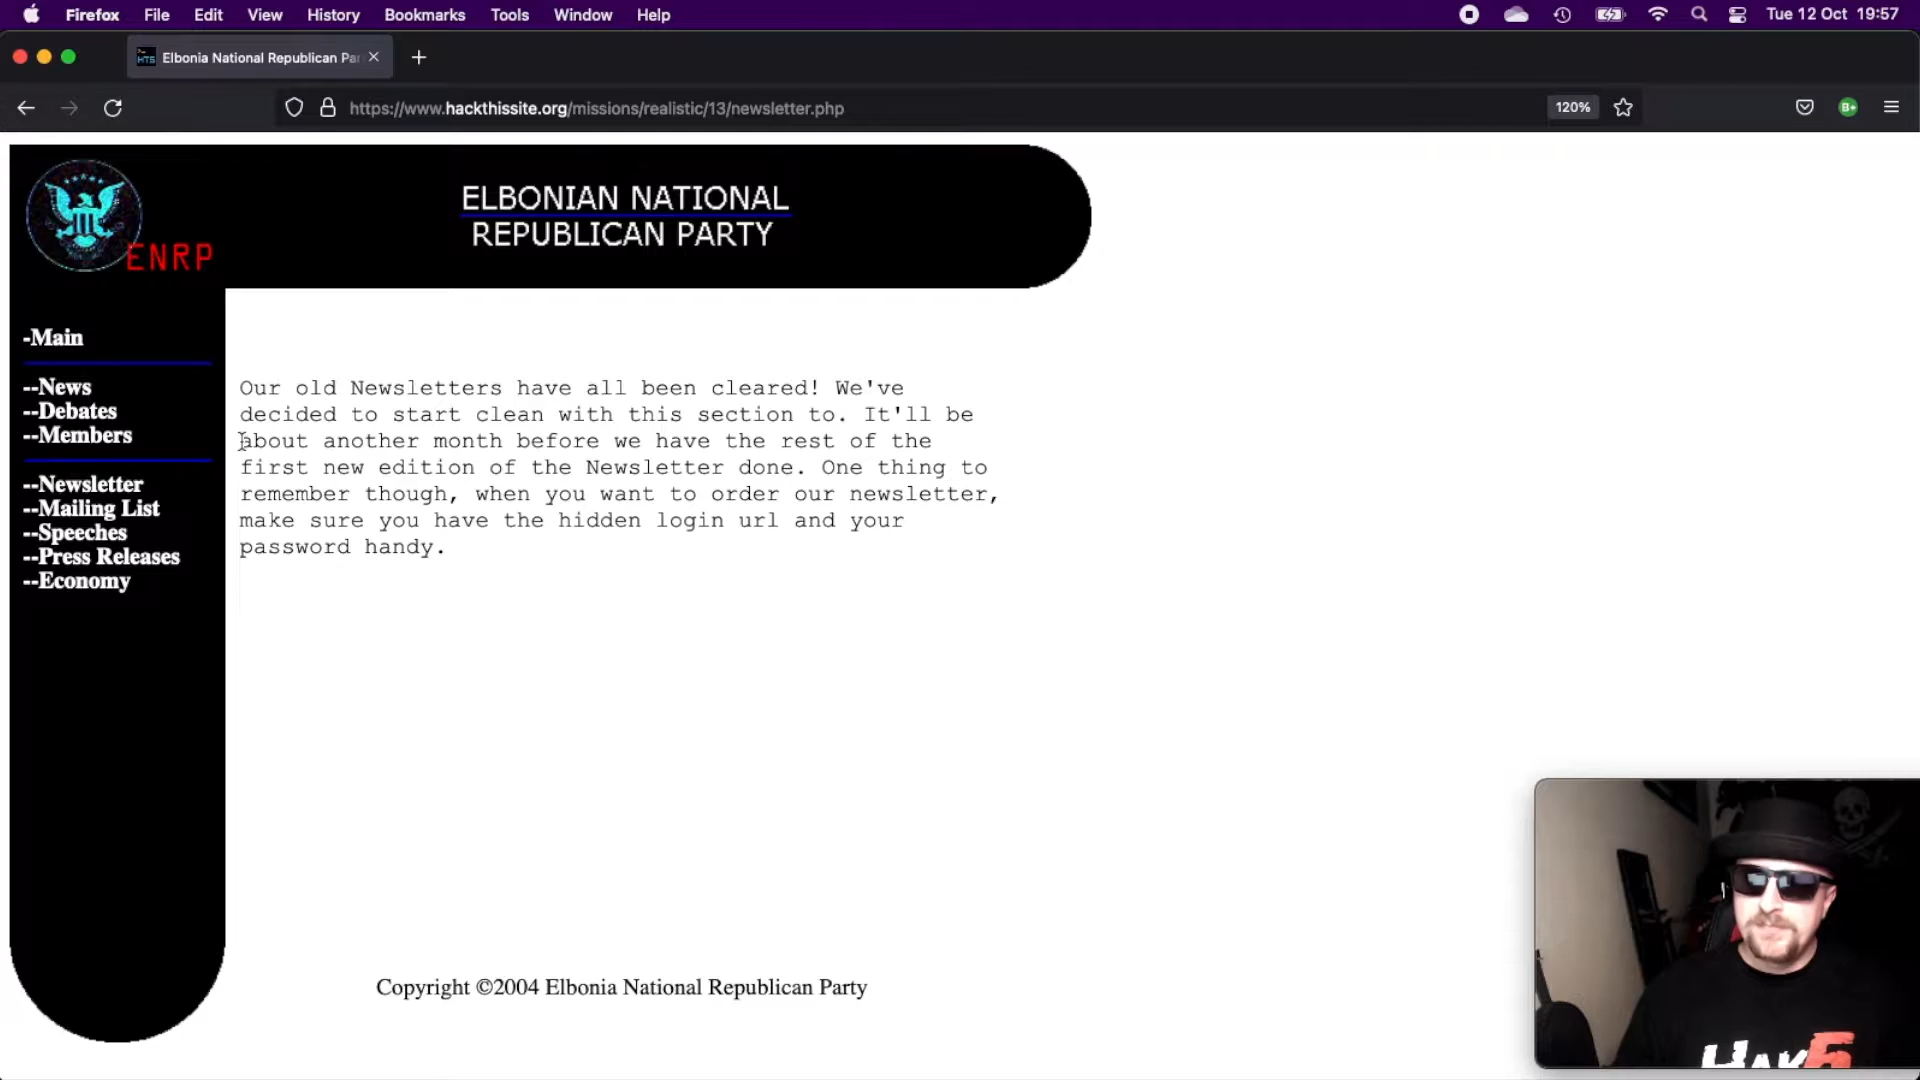 Firefox File Edit View History Bookmarks Tools Window Help
Tue 12 Oct 19:57
Elbonia National Republican Par
https://www.hackthissite.org/missions/realistic/13/newsletter.php
120%
B+
ELBONIAN NATIONAL
REPUBLICAN PARTY
ENRP
-Main
--News
--Debates
--Members
--Newsletter
--Mailing List
--Speeches
--Press Releases
--Economy
Our old Newsletters have all been cleared! We've
decided to start clean with this section to. It'll be
about another month before we have the rest of the
first new edition of the Newsletter done. One thing to
remember though, when you want to order our newsletter,
make sure you have the hidden login url and your
password handy.
Copyright ©2004 Elbonia National Republican Party
HAK5